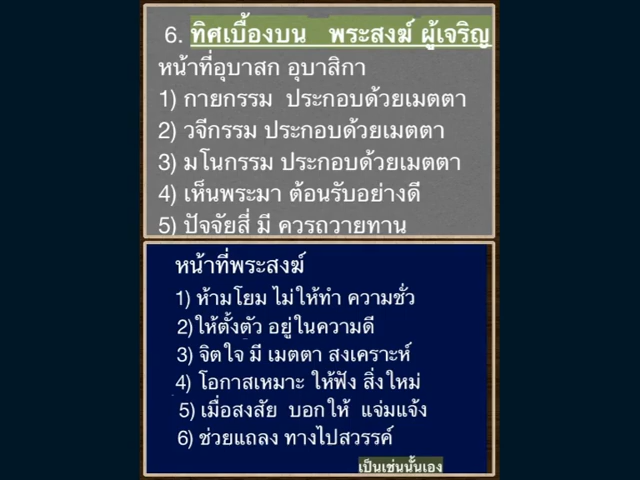 6. ทิศเบื้องบน พระสงฆ์ ผู้เจริญ
หน้าที่อุบาสก อุบาสิกา
1) กายกรรม ประกอบด้วยเมตตา
2) วจีกรรม ประกอบด้วยเมตตา
3) มโนกรรม ประกอบด้วยเมตตา
4) เห็นพระมา ต้อนรับอย่างดี
5) ปัจจัยสี่ มี ควรถวายทาน
หน้าที่พระสงฆ์
1) ห้ามโยม ไม่ให้ทำ ความชั่ว
2)ให้ตั้งตัว อยู่ในความดี
3) จิตใจ มี เมตตา สงเคราะห์
4) โอกาสเหมาะ ให้ฟัง สิ่งใหม่
5) เมื่อสงสัย บอกให้ แจ่มแจ้ง
6) ช่วยแถลง ทางไปสวรรค์
เป็นเช่นนั้นเอง